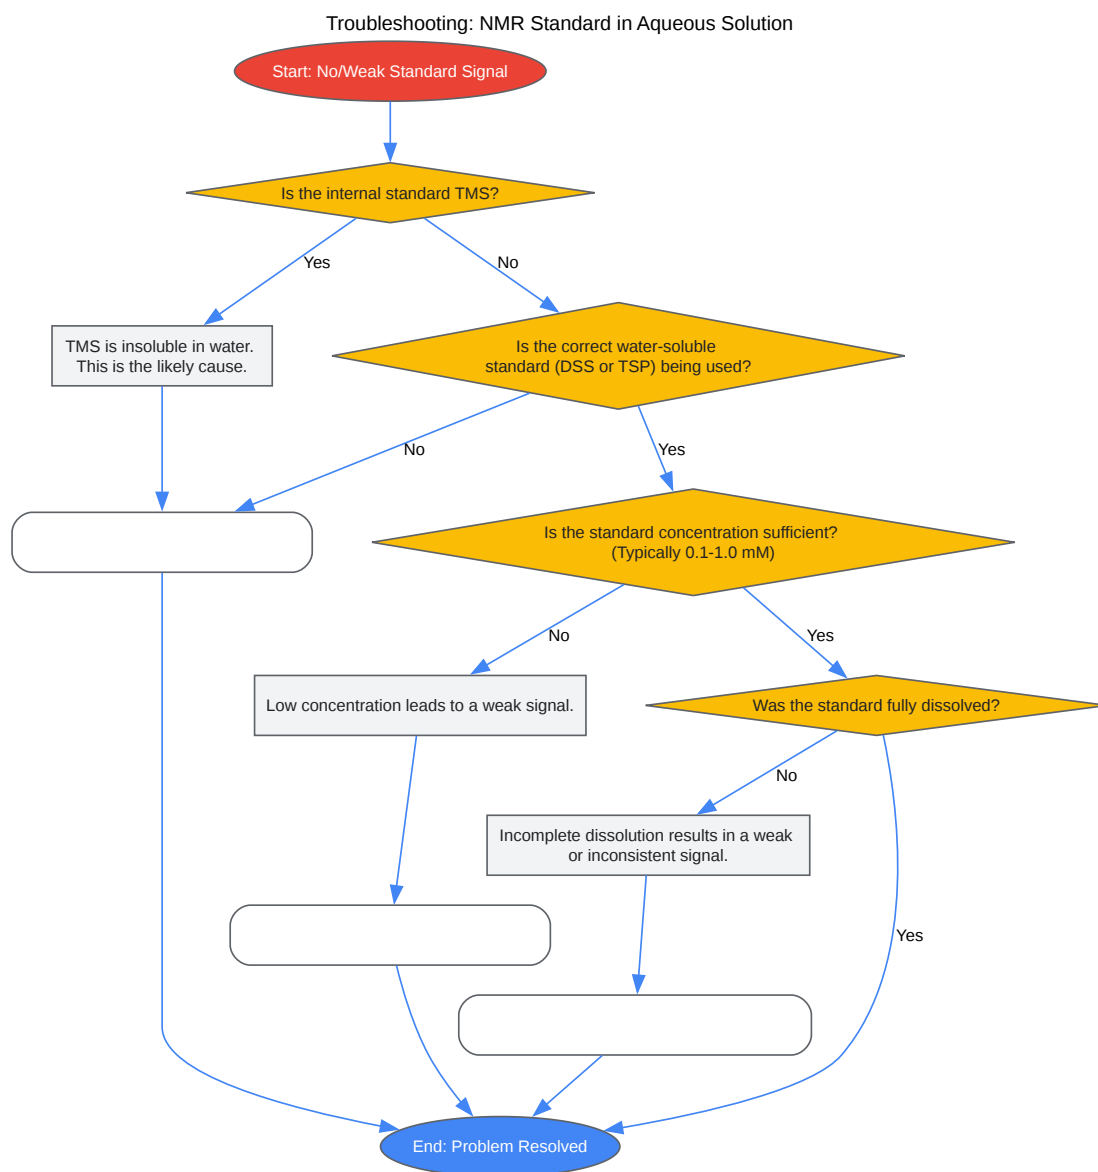 Troubleshooting: NMR Standard in Aqueous Solution
Start: No/Weak Standard Signal
Is the internal standard TMS?
Yes
No
TMS is insoluble in water.
This is the likely cause.
Is the correct water-soluble
standard (DSS or TSP) being used?
No
Yes
Is the standard concentration sufficient?
(Typically 0.1-1.0 mM)
No
Yes
Low concentration leads to a weak signal.
Was the standard fully dissolved?
No
Incomplete dissolution results in a weak
or inconsistent signal.
Yes
End: Problem Resolved